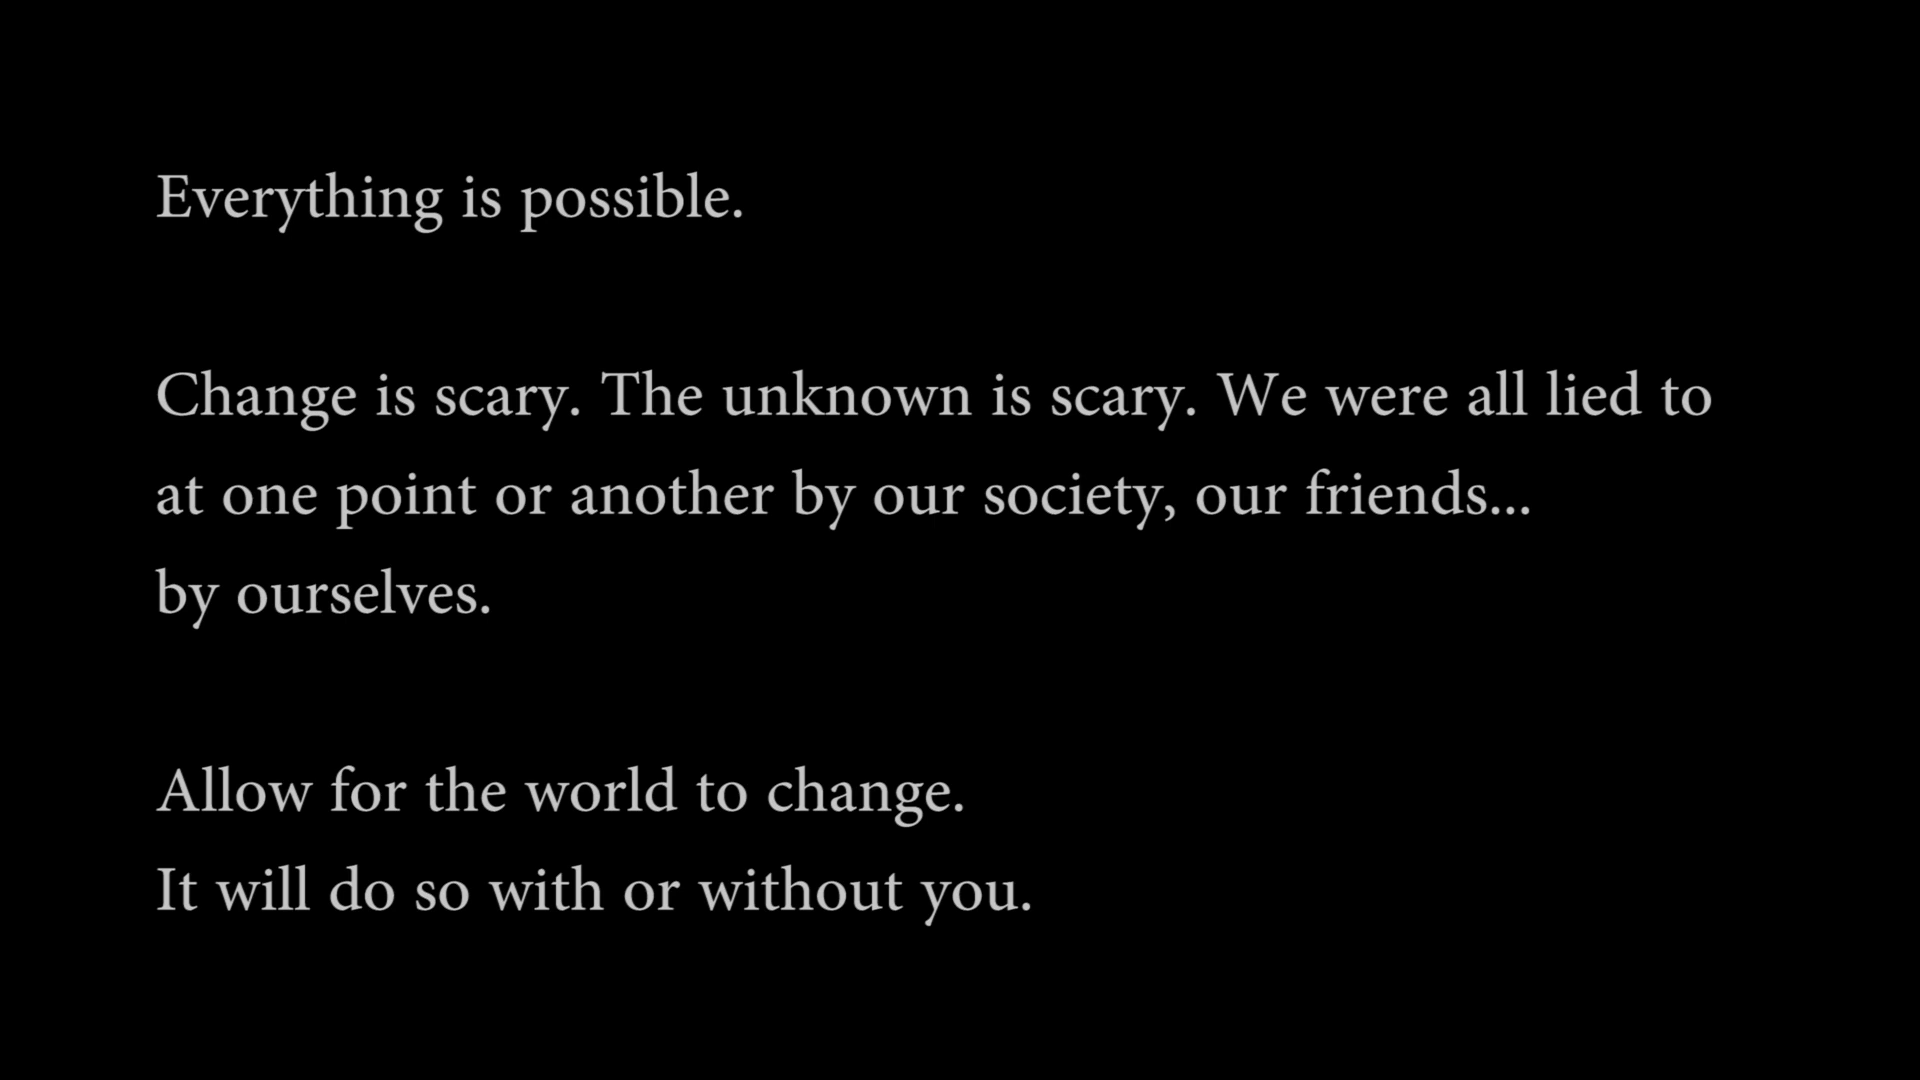 Everything is possible.
Change is scary. The unknown is scary. We were all lied to
at one point or another by our society, our friends...
by ourselves.
Allow for the world to change.
It will do so with or without you.